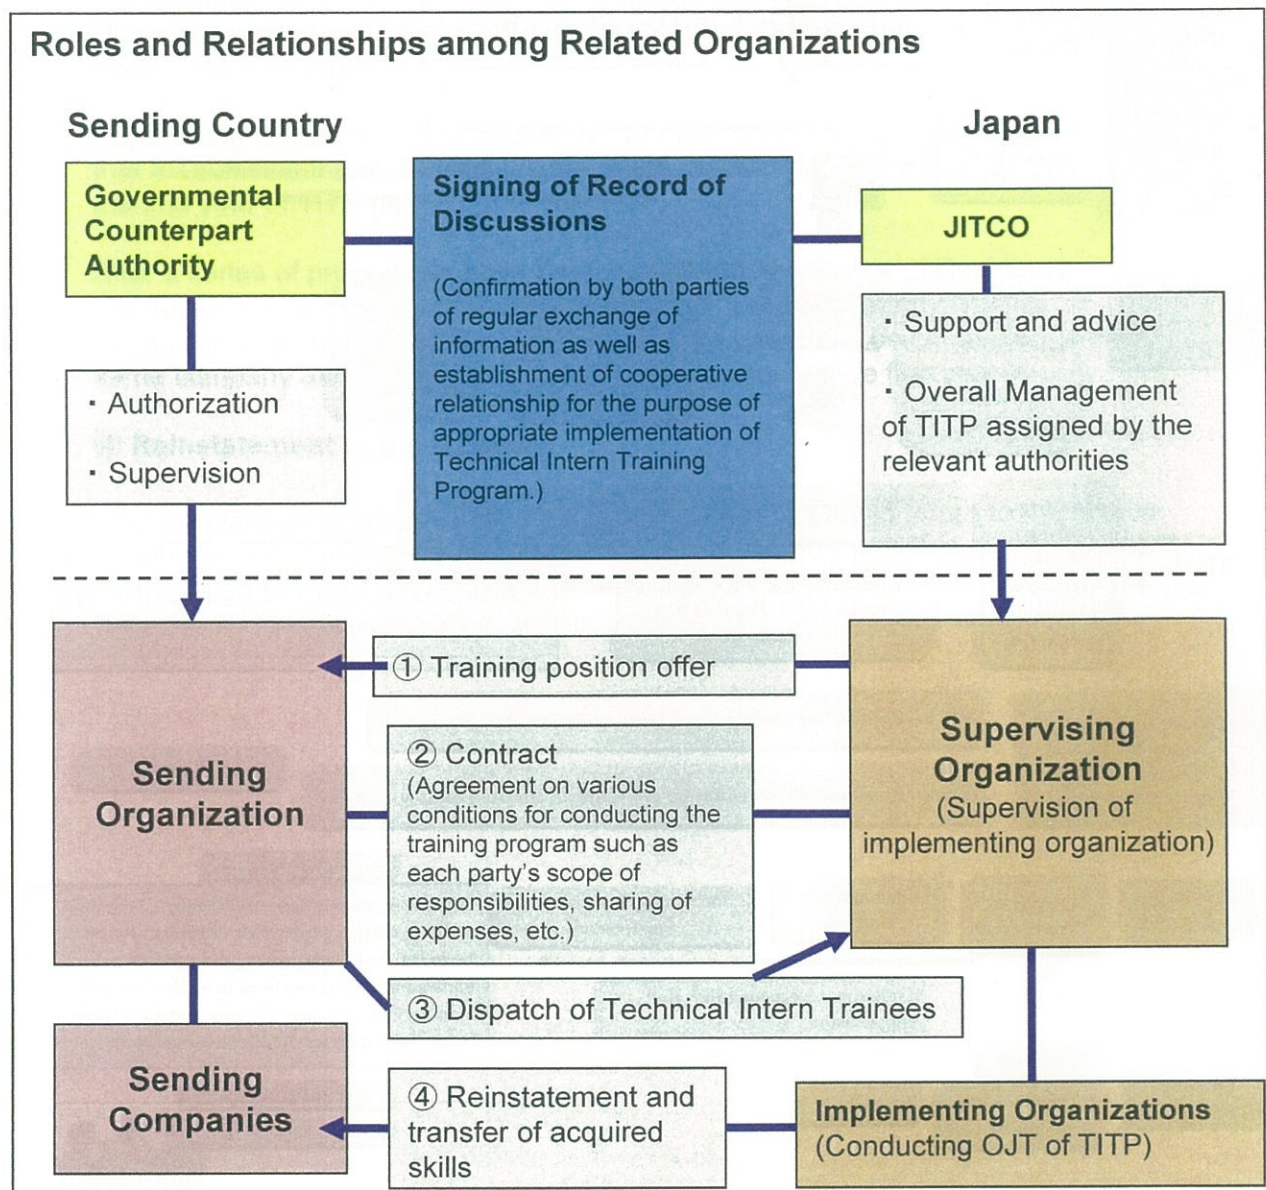 Roles and Relationships among Related Organizations
Sending Country
Japan
Governmental
Counterpart
Authority
Signing of Record of
Discussions
(Confirmation by both parties
of regular exchange of
information as well as
establishment of cooperative
relationship for the purpose of
appropriate implementation of
Technical Intern Training
Program.)
JITCO
・Authorization
・Supervision
・Support and advice
・Overall Management
of TITP assigned by the
relevant authorities
① Training position offer
Sending
Organization
② Contract
(Agreement on various
conditions for conducting the
training program such as
each party's scope of
responsibilities, sharing of
expenses, etc.)
Supervising
Organization
(Supervision of
implementing organization)
③ Dispatch of Technical Intern Trainees
Sending
Companies
④ Reinstatement and
transfer of acquired
skills
Implementing Organizations
(Conducting OJT of TITP)